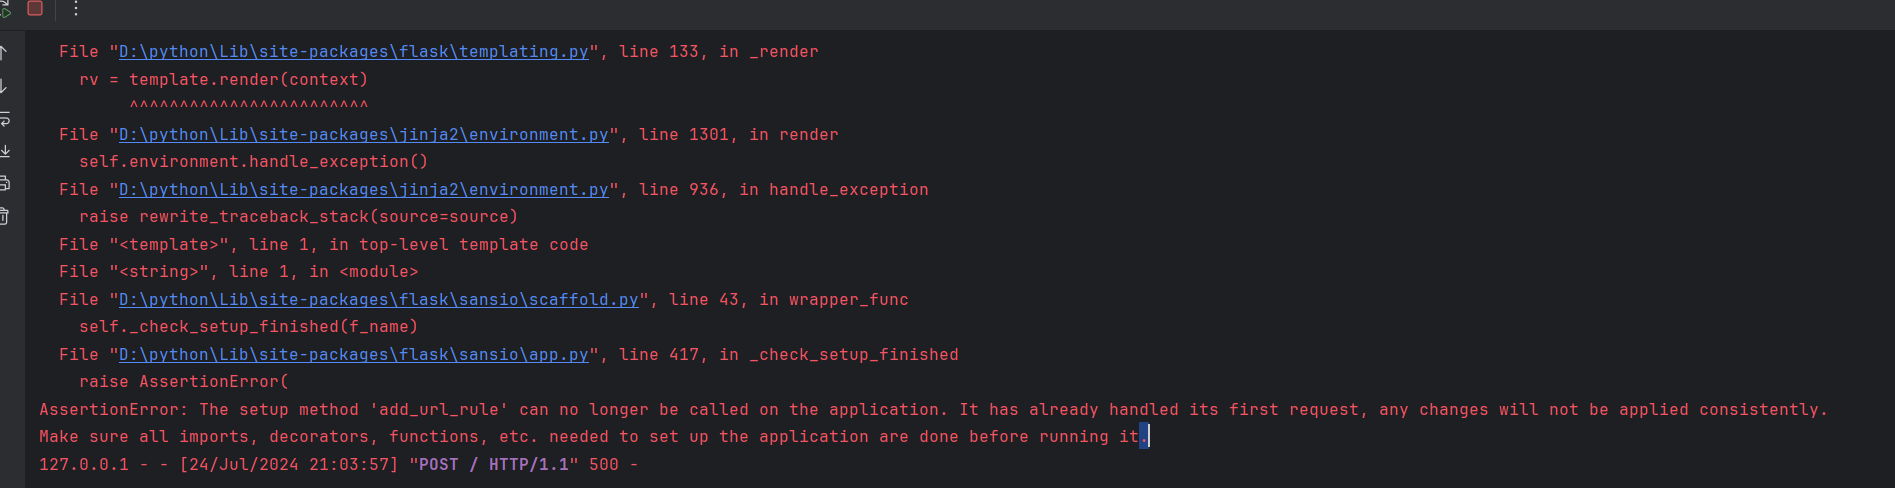 File "D:\python\Lib\site-packages\flask\templating.py", line 133, in _render
rv = template.render(context)
^^^^^^^^^^^^^^^^^^^^^^^^
File "D:\python\Lib\site-packages\jinja2\environment.py", line 1301, in render
self.environment.handle_exception()
File "D:\python\Lib\site-packages\jinja2\environment.py", line 936, in handle_exception
raise rewrite_traceback_stack(source=source)
File "<template>", line 1, in top-level template code
File "<string>", line 1, in <module>
File "D:\python\Lib\site-packages\flask\sansio\scaffold.py", line 43, in wrapper_func
self._check_setup_finished(f_name)
File "D:\python\Lib\site-packages\flask\sansio\app.py", line 417, in _check_setup_finished
raise AssertionError(
AssertionError: The setup method 'add_url_rule' can no longer be called on the application. It has already handled its first request, any changes will not be applied consistently.
Make sure all imports, decorators, functions, etc. needed to set up the application are done before running it.
127.0.0.1 - - [24/Jul/2024 21:03:57] "POST / HTTP/1.1" 500 -